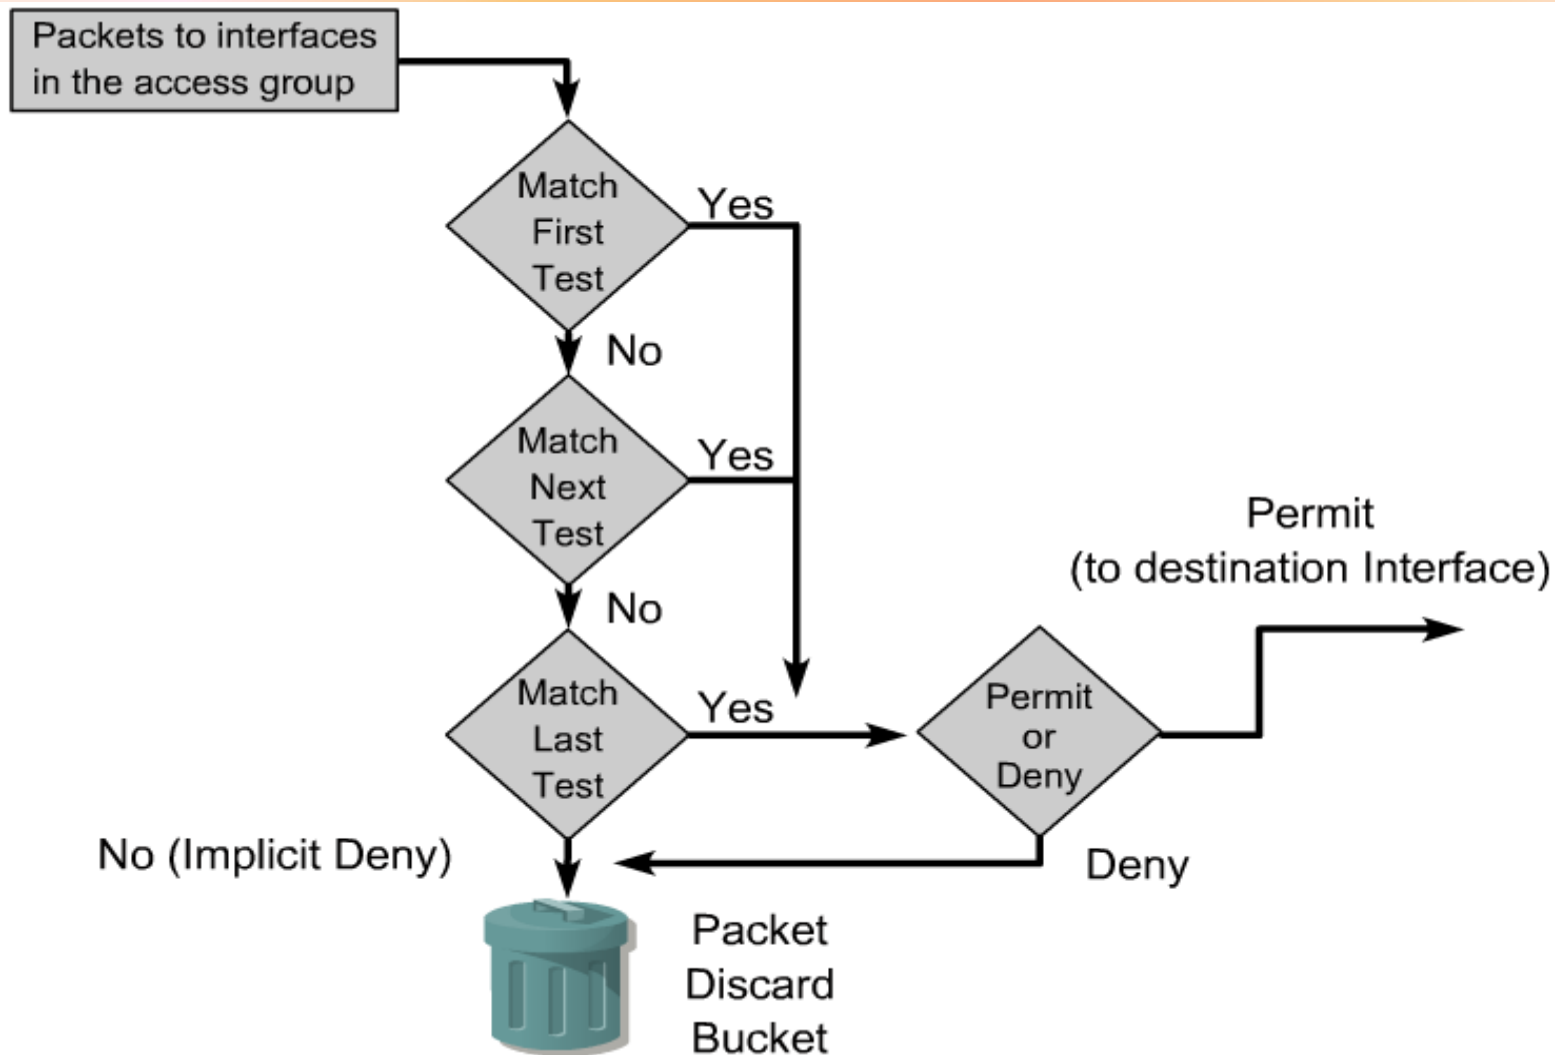 Packets to interfaces
in the access group
Match
First
Test
Yes
No
Match
Next
Test
Yes
No
Match
Last
Test
Yes
Permit
or
Deny
Permit
(to destination Interface)
No (Implicit Deny)
Deny
Packet
Discard
Bucket